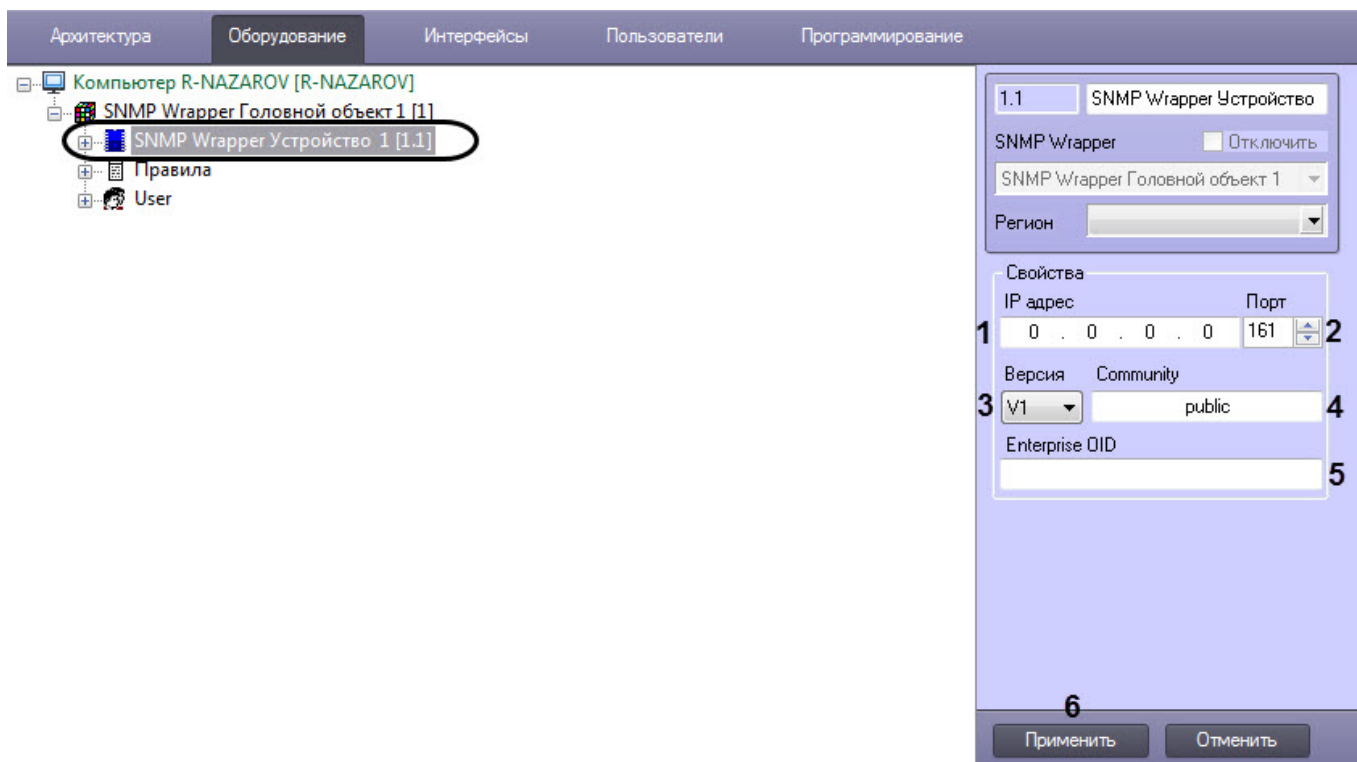 Архитектура Оборудование Интерфейсы Пользователи Программирование
Компьютер R-NAZAROV [R-NAZAROV]
SNMP Wrapper Головной объект 1 [1]
SNMP Wrapper Устройство 1 [1.1]
Правила
User
1.1 SNMP Wrapper Устройство
SNMP Wrapper Отключить
SNMP Wrapper Головной объект 1
Регион
Свойства
IP адрес Порт
1 0 . 0 . 0 . 0 161 2
Версия Community
3 V1 public 4
Enterprise OID
5
6
Применить Отменить